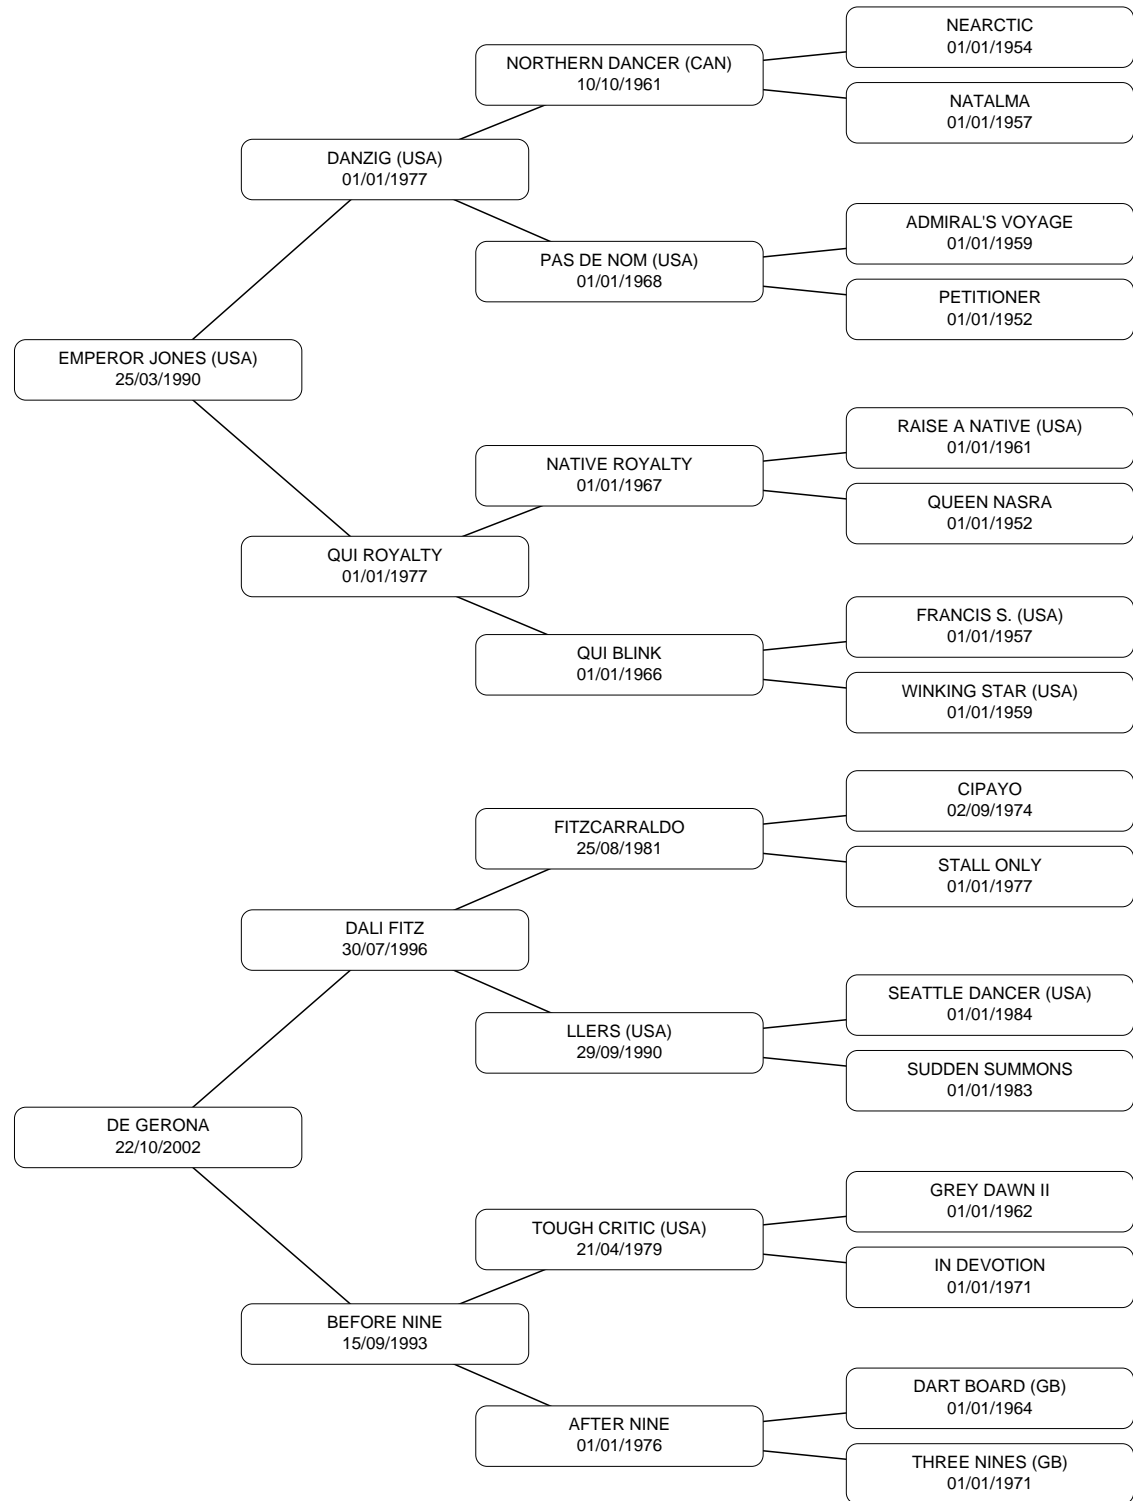 NEARCTIC
01/01/1954
NORTHERN DANCER (CAN)
10/10/1961
NATALMA
01/01/1957
DANZIG (USA)
01/01/1977
ADMIRAL'S VOYAGE
01/01/1959
PAS DE NOM (USA)
01/01/1968
PETITIONER
01/01/1952
EMPEROR JONES (USA)
25/03/1990
RAISE A NATIVE (USA)
01/01/1961
NATIVE ROYALTY
01/01/1967
QUEEN NASRA
01/01/1952
QUI ROYALTY
01/01/1977
FRANCIS S. (USA)
01/01/1957
QUI BLINK
01/01/1966
WINKING STAR (USA)
01/01/1959
CIPAYO
02/09/1974
FITZCARRALDO
25/08/1981
STALL ONLY
01/01/1977
DALI FITZ
30/07/1996
SEATTLE DANCER (USA)
01/01/1984
LLERS (USA)
29/09/1990
SUDDEN SUMMONS
01/01/1983
DE GERONA
22/10/2002
GREY DAWN II
01/01/1962
TOUGH CRITIC (USA)
21/04/1979
IN DEVOTION
01/01/1971
BEFORE NINE
15/09/1993
DART BOARD (GB)
01/01/1964
AFTER NINE
01/01/1976
THREE NINES (GB)
01/01/1971